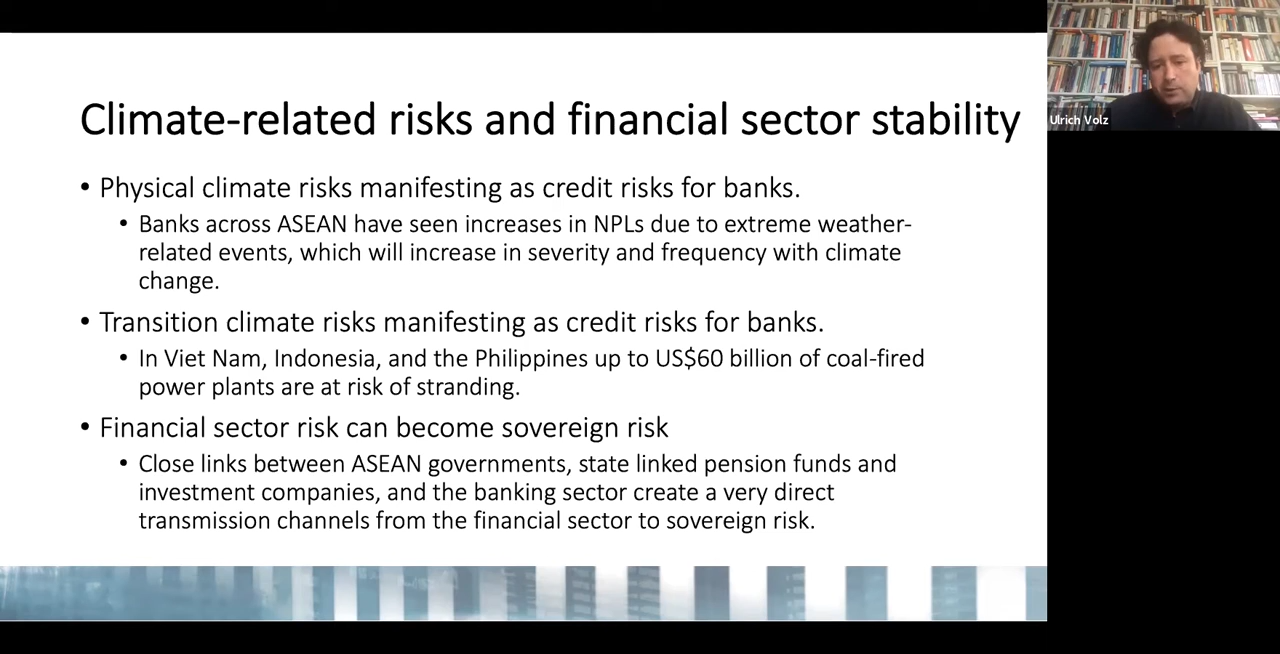 Climate-related risks and financial sector stability
• Physical climate risks manifesting as credit risks for banks.
• Banks across ASEAN have seen increases in NPLs due to extreme weather-
related events, which will increase in severity and frequency with climate
change.
• Transition climate risks manifesting as credit risks for banks.
• In Viet Nam, Indonesia, and the Philippines up to US$60 billion of coal-fired
power plants are at risk of stranding.
• Financial sector risk can become sovereign risk
• Close links between ASEAN governments, state linked pension funds and
investment companies, and the banking sector create a very direct
transmission channels from the financial sector to sovereign risk.
Ulrich Volz